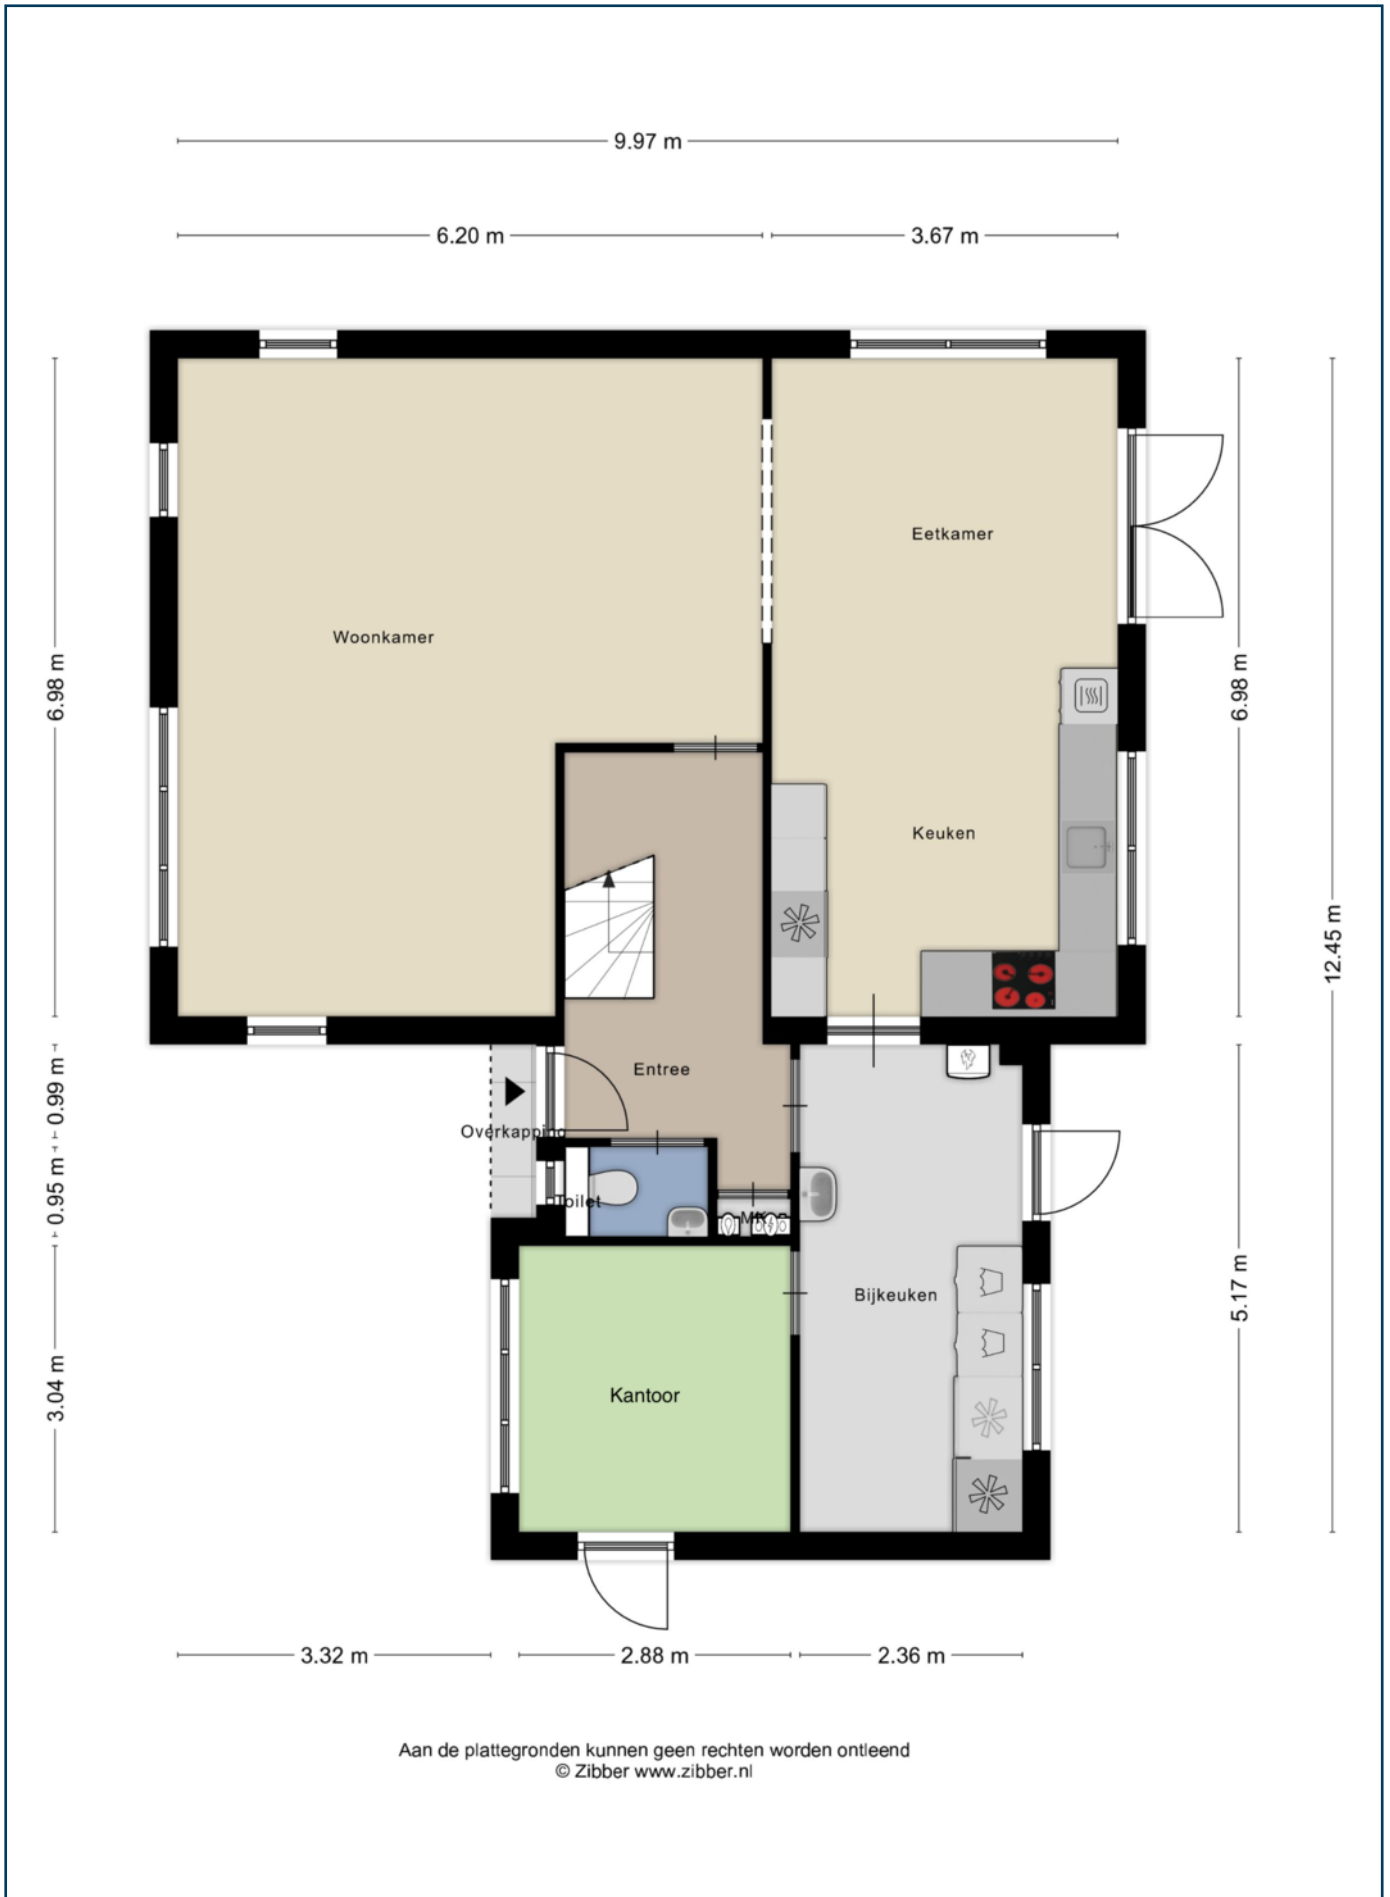 9.97 m
6.20 m
3.67 m
Eetkamer
Woonkamer
6.98 m
6.98 m
Keuken
12.45 m
Entree
0.99 m
Overkapping
0.95 m
Toilet
MK
Bijkeuken
5.17 m
3.04 m
Kantoor
3.32 m
2.88 m
2.36 m
Aan de plattegronden kunnen geen rechten worden ontleend
© Zibber www.zibber.nl